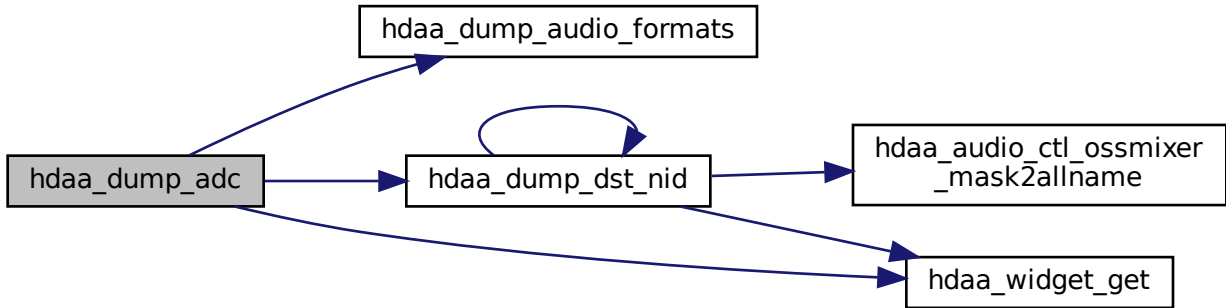 hdaa_dump_audio_formats
hdaa_dump_adc
hdaa_dump_dst_nid
hdaa_audio_ctl_ossmixer
_mask2allname
hdaa_widget_get